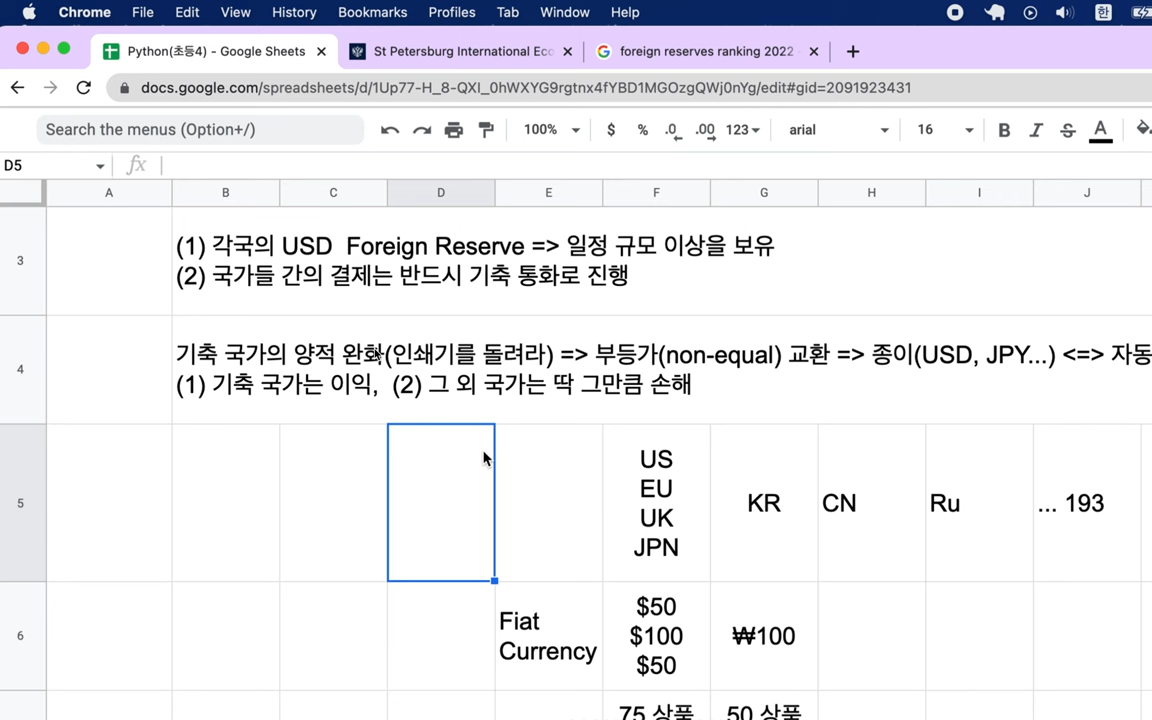 Chrome File Edit View History Bookmarks Profiles Tab Window Help 한
Python(초등4) - Google Sheets St Petersburg International Eco foreign reserves ranking 2022
docs.google.com/spreadsheets/d/1Up77-H_8-QXI_0hWXYG9rgtnx4fYBD1MGOzgQWj0nYg/edit#gid=2091923431
Search the menus (Option+/) 100% $ % .0 .00 123 arial 16 B I S A
D5 fx
A B C D E F G H I J
3
(1) 각국의 USD Foreign Reserve => 일정 규모 이상을 보유
(2) 국가들 간의 결제는 반드시 기축 통화로 진행
4
기축 국가의 양적 완화(인쇄기를 돌려라) => 부등가(non-equal) 교환 => 종이(USD, JPY...) <=> 자동
(1) 기축 국가는 이익, (2) 그 외 국가는 딱 그만큼 손해
5
US
EU
UK
JPN
KR
CN
Ru
... 193
6
Fiat
Currency
$50
$100
$50
₩100
75 상품 50 상품